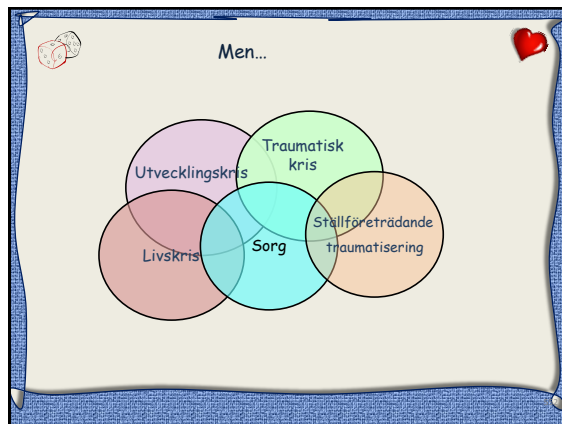 Men...
Traumatisk
kris
Utvecklingskris
Ställföreträdande
traumatisering
Livskris
Sorg